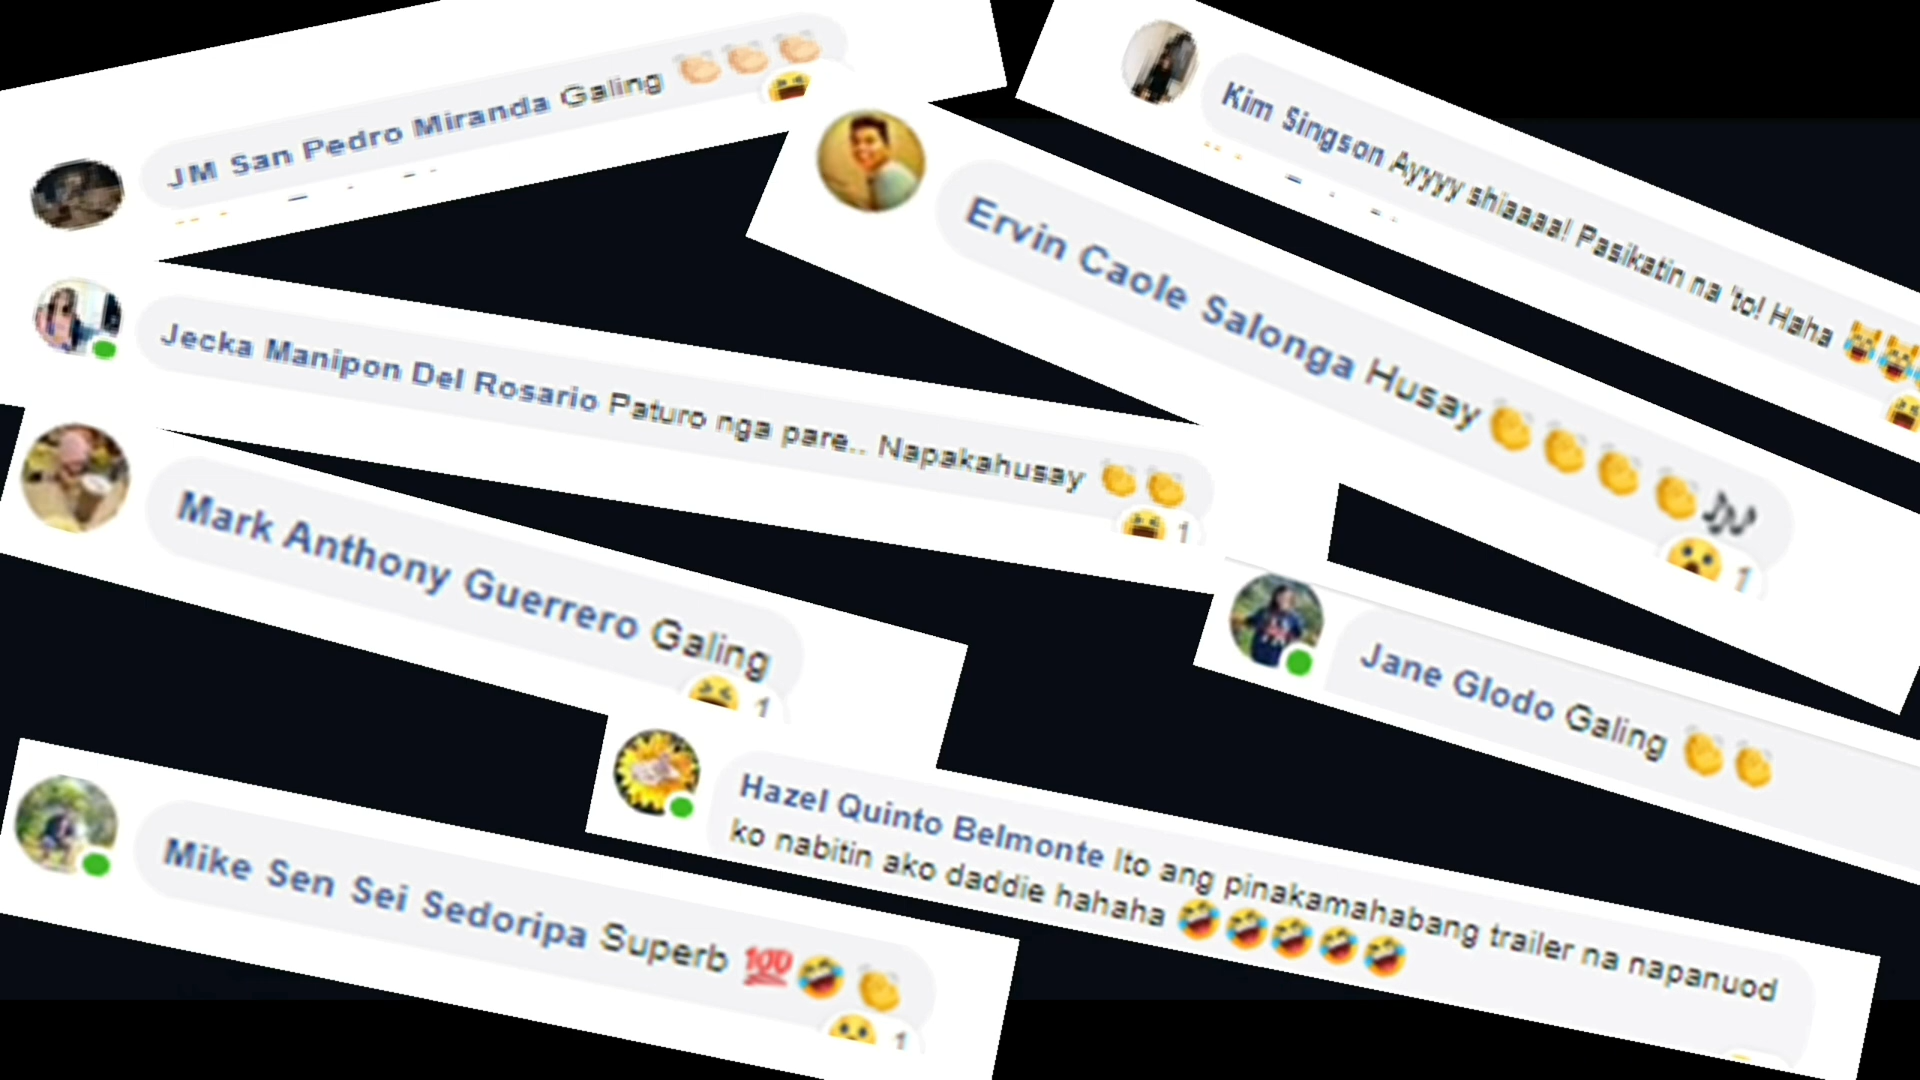 JM San Pedro Miranda Galing 👏🏻👏🏻👏🏻
Kim Singson Ayyyy shiaaaa! Pasikatin na 'to! Haha 😹😹
Ervin Caole Salonga Husay 👏👏👏👏🎶
1
Jecka Manipon Del Rosario Paturo nga pare.. Napakahusay 👏👏
1
Mark Anthony Guerrero Galing
1
Jane Glodo Galing 👏👏
Hazel Quinto Belmonte Ito ang pinakamahabang trailer na napanuod
ko nabitin ako daddie hahaha 🤣🤣🤣🤣🤣
Mike Sen Sei Sedoripa Superb 💯🤣👏
1